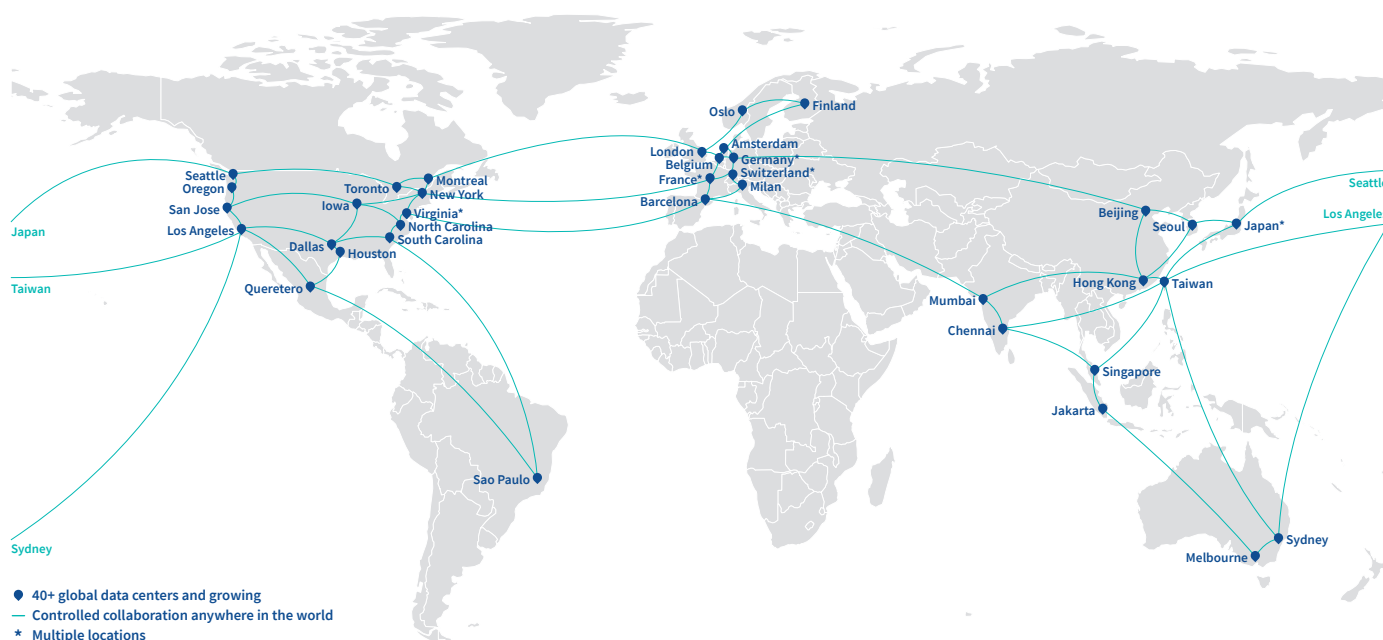 Oslo
Finland
Amsterdam
London
Germany*
Belgium
Switzerland*
France*
Milan
Barcelona
Seattle
Oregon
San Jose
Los Angeles
Toronto
Montreal
New York
Iowa
Virginia*
North Carolina
South Carolina
Dallas
Houston
Queretero
Sao Paulo
Japan
Taiwan
Sydney
Beijing
Seoul
Japan*
Hong Kong
Taiwan
Mumbai
Chennai
Singapore
Jakarta
Melbourne
Sydney
Seattl
Los Angele
40+ global data centers and growing
Controlled collaboration anywhere in the world
* Multiple locations